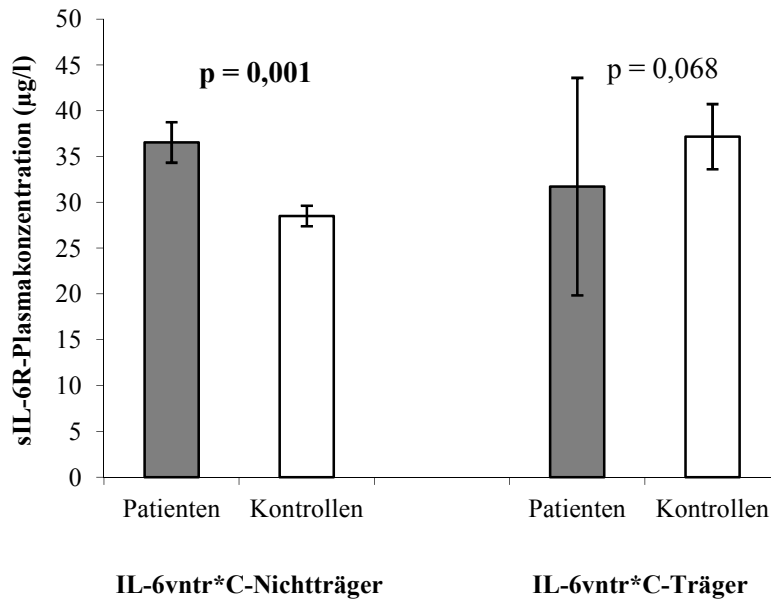 sIL-6R-Plasmakonzentration (µg/l)
50
45
40
35
30
25
20
15
10
5
0
p = 0,001
p = 0,068
Patienten
Kontrollen
Patienten
Kontrollen
IL-6vntr*C-Nichtträger
IL-6vntr*C-Träger